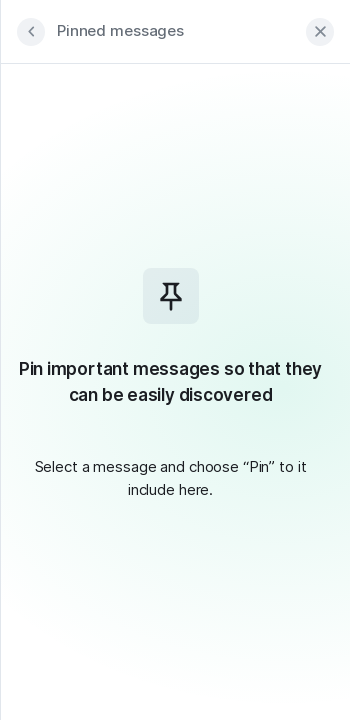 Pinned messages
Pin important messages so that they
can be easily discovered
Select a message and choose “Pin” to it
include here.